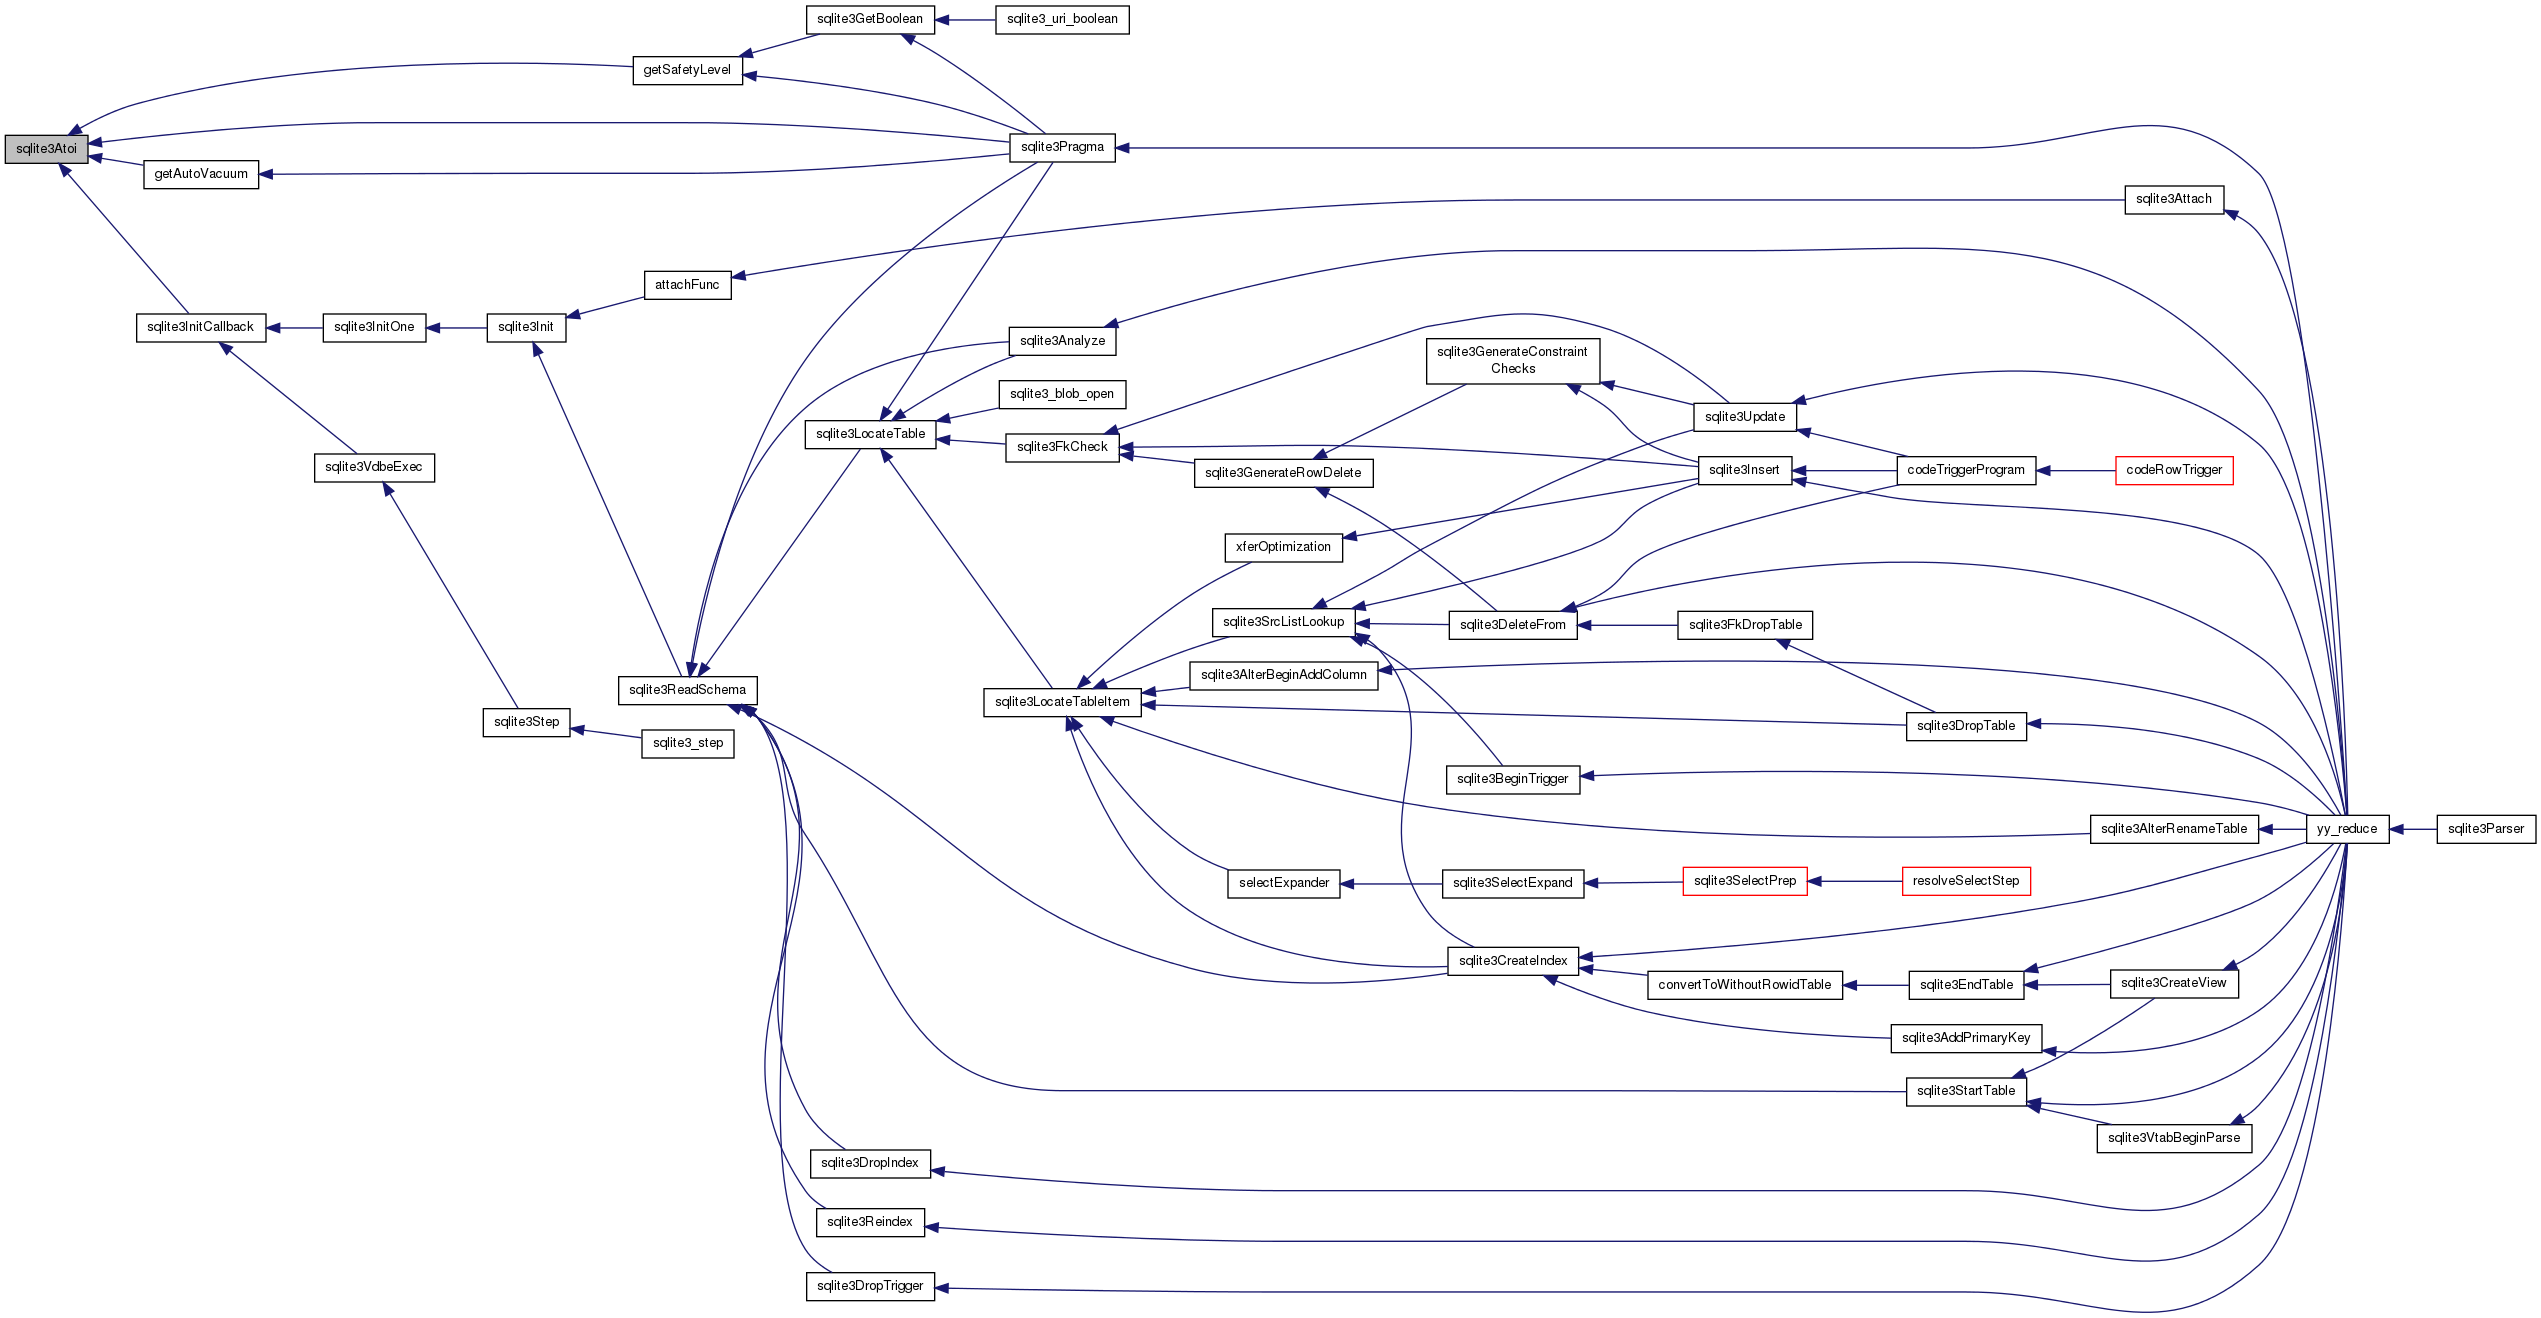 sqlite3GetBoolean
sqlite3_uri_boolean
getSafetyLevel
sqlite3Atoi
sqlite3Pragma
getAutoVacuum
sqlite3Attach
attachFunc
sqlite3InitCallback
sqlite3InitOne
sqlite3Init
sqlite3Analyze
sqlite3GenerateConstraint
Checks
sqlite3_blob_open
sqlite3Update
sqlite3LocateTable
sqlite3FkCheck
sqlite3VdbeExec
sqlite3GenerateRowDelete
sqlite3Insert
codeTriggerProgram
codeRowTrigger
xferOptimization
sqlite3SrcListLookup
sqlite3DeleteFrom
sqlite3FkDropTable
sqlite3AlterBeginAddColumn
sqlite3ReadSchema
sqlite3LocateTableItem
sqlite3Step
sqlite3DropTable
sqlite3_step
sqlite3BeginTrigger
sqlite3AlterRenameTable
yy_reduce
sqlite3Parser
selectExpander
sqlite3SelectExpand
sqlite3SelectPrep
resolveSelectStep
sqlite3CreateIndex
convertToWithoutRowidTable
sqlite3EndTable
sqlite3CreateView
sqlite3AddPrimaryKey
sqlite3StartTable
sqlite3VtabBeginParse
sqlite3DropIndex
sqlite3Reindex
sqlite3DropTrigger